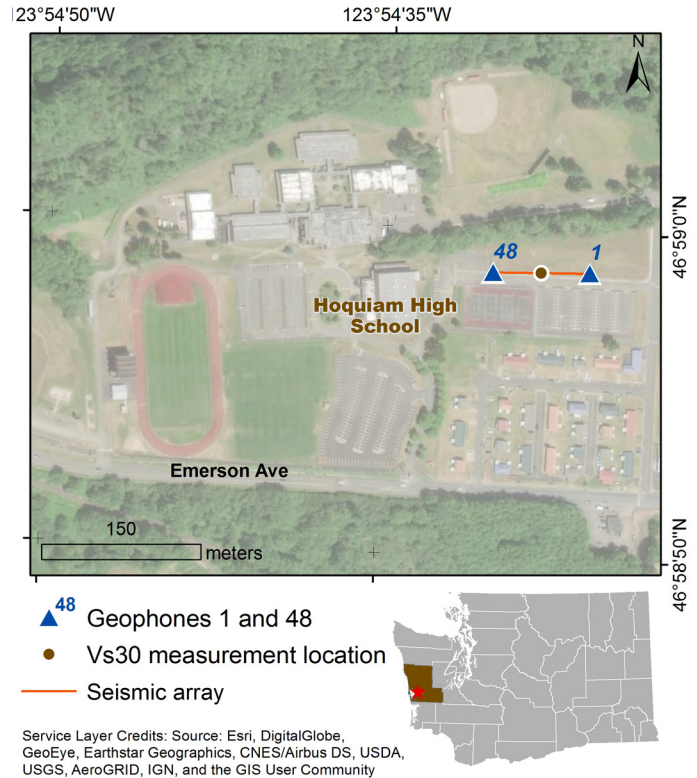 123°54'50"W 123°54'35"W
N
46°59'0"N
48 1
Hoquiam High
School
Emerson Ave
150
meters
46°58'50"N
48
Geophones 1 and 48
Vs30 measurement location
Seismic array
Service Layer Credits: Source: Esri, DigitalGlobe,
GeoEye, Earthstar Geographics, CNES/Airbus DS, USDA,
USGS, AeroGRID, IGN, and the GIS User Community